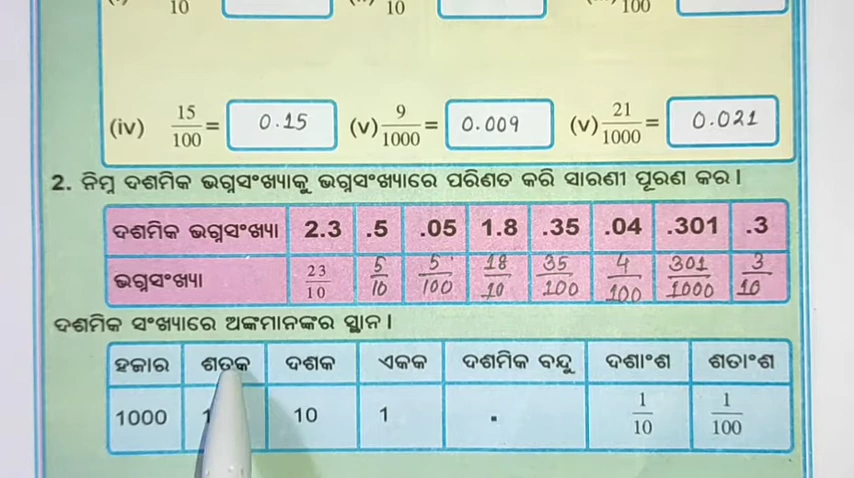 10 10 100
(iv) 15/100 = 0.15 (v) 9/1000 = 0.009 (v) 21/1000 = 0.021
2. ନିମ୍ନ ଦଶମିକ ଭଗ୍ନସଂଖ୍ୟାକୁ ଭଗ୍ନସଂଖ୍ୟାରେ ପରିଣତ କରି ସାରଣୀ ପୂରଣ କର।
ଦଶମିକ ଭଗ୍ନସଂଖ୍ୟା 2.3 .5 .05 1.8 .35 .04 .301 .3
ଭଗ୍ନସଂଖ୍ୟା 23/10 5/10 5/100 18/10 35/100 4/100 301/1000 3/10
ଦଶମିକ ସଂଖ୍ୟାରେ ଅଙ୍କମାନଙ୍କର ସ୍ଥାନ।
ହଜାର ଶତକ ଦଶକ ଏକକ ଦଶମିକ ବିନ୍ଦୁ ଦଶାଂଶ ଶତାଂଶ
1000 10 1 . 1/10 1/100